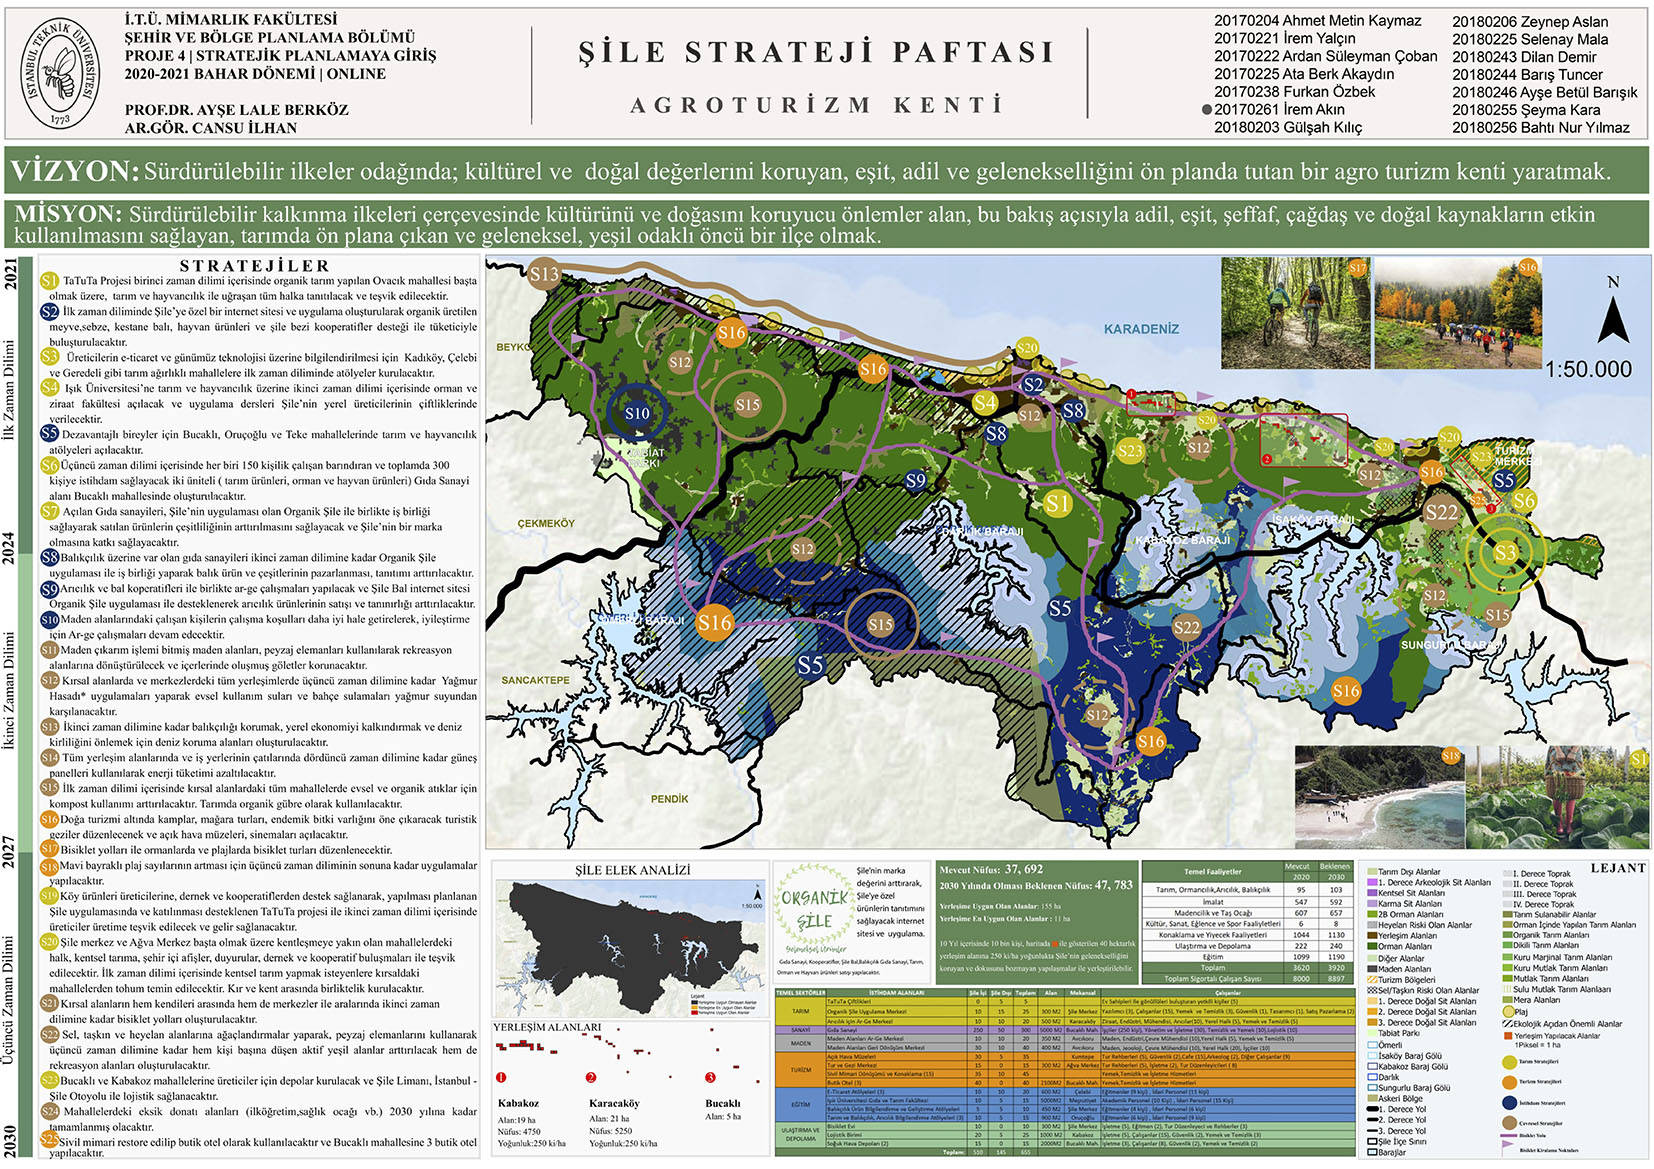 İ.T.Ü. MİMARLIK FAKÜLTESİ
ŞEHİR VE BÖLGE PLANLAMA BÖLÜMÜ
PROJE 4 | STRATEJİK PLANLAMAYA GİRİŞ
2020-2021 BAHAR DÖNEMİ | ONLINE
PROF.DR. AYŞE LALE BERKÖZ
AR.GÖR. CANSU İLHAN
İSTANBUL TEKNİK ÜNİVERSİTESİ
1773
ŞİLE STRATEJİ PAFTASI
AGROTURİZM KENTİ
20170204 Ahmet Metin Kaymaz
20170221 İrem Yalçın
20170222 Ardan Süleyman Çoban
20170225 Ata Berk Akaydın
20170238 Furkan Özbek
20170261 İrem Akın
20180203 Gülşah Kılıç
20180206 Zeynep Aslan
20180225 Selenay Mala
20180243 Dilan Demir
20180244 Barış Tuncer
20180246 Ayşe Betül Barışık
20180255 Şeyma Kara
20180256 Bahtı Nur Yılmaz
VİZYON: Sürdürülebilir ilkeler odağında; kültürel ve doğal değerlerini koruyan, eşit, adil ve gelenekselliğini ön planda tutan bir agro turizm kenti yaratmak.
MİSYON: Sürdürülebilir kalkınma ilkeleri çerçevesinde kültürünü ve doğasını koruyucu önlemler alan, bu bakış açısıyla adil, eşit, şeffaf, çağdaş ve doğal kaynakların etkin
kullanılmasını sağlayan, tarımda ön plana çıkan ve geleneksel, yeşil odaklı öncü bir ilçe olmak.
2021
İlk Zaman Dilimi
2024
İkinci Zaman Dilimi
2027
Üçüncü Zaman Dilimi
2030
STRATEJİLER
S1 TaTuTa Projesi birinci zaman dilimi içerisinde organik tarım yapılan Ovacık mahallesi başta
olmak üzere, tarım ve hayvancılık ile uğraşan tüm halka tanıtılacak ve teşvik edilecektir.
S2 İlk zaman diliminde Şile'ye özel bir internet sitesi ve uygulama oluşturularak organik üretilen
meyve,sebze, kestane balı, hayvan ürünleri ve şile bezi kooperatifler desteği ile tüketiciyle
buluşturulacaktır.
S3 Üreticilerin e-ticaret ve günümüz teknolojisi üzerine bilgilendirilmesi için Kadıköy, Çelebi
ve Geredeli gibi tarım ağırlıklı mahallelere ilk zaman diliminde atölyeler kurulacaktır.
S4 Işık Üniversitesi'ne tarım ve hayvancılık üzerine ikinci zaman dilimi içerisinde orman ve
ziraat fakültesi açılacak ve uygulama dersleri Şile'nin yerel üreticilerinin çiftliklerinde
verilecektir.
S5 Dezavantajlı bireyler için Bucaklı, Oruçoğlu ve Teke mahallelerinde tarım ve hayvancılık
atölyeleri açılacaktır.
S6 Üçüncü zaman dilimi içerisinde her biri 150 kişilik çalışan barındıran ve toplamda 300
kişiye istihdam sağlayacak iki üniteli ( tarım ürünleri, orman ve hayvan ürünleri) Gıda Sanayi
alanı Bucaklı mahallesinde oluşturulacaktır.
S7 Açılan Gıda sanayileri, Şile'nin uygulaması olan Organik Şile ile birlikte iş birliği
sağlayarak satılan ürünlerin çeşitliliğinin arttırılmasını sağlayacak ve Şile'nin bir marka
olmasına katkı sağlayacaktır.
S8 Balıkçılık üzerine var olan gıda sanayileri ikinci zaman dilimine kadar Organik Şile
uygulaması ile iş birliği yaparak balık ürün ve çeşitlerinin pazarlanması, tanıtımı arttırılacaktır.
S9 Arıcılık ve bal koperatifleri ile birlikte ar-ge çalışmaları yapılacak ve Şile Bal internet sitesi
Organik Şile uygulaması ile desteklenerek arıcılık ürünlerinin satışı ve tanınırlığı arttırılacaktır.
S10 Maden alanlarındaki çalışan kişilerin çalışma koşulları daha iyi hale getirilerek, iyileştirme
için Ar-ge çalışmaları devam edecektir.
S11 Maden çıkarım işlemi bitmiş maden alanları, peyzaj elemanları kullanılarak rekreasyon
alanlarına dönüştürülecek ve içerlerinde oluşmuş göletler korunacaktır.
S12 Kırsal alanlarda ve merkezlerdeki tüm yerleşimlerde üçüncü zaman dilimine kadar Yağmur
Hasadı* uygulamaları yaparak evsel kullanım suları ve bahçe sulamaları yağmur suyundan
karşılanacaktır.
S13 İkinci zaman dilimine kadar balıkçılığı korumak, yerel ekonomiyi kalkındırmak ve deniz
kirliliğini önlemek için deniz koruma alanları oluşturulacaktır.
S14 Tüm yerleşim alanlarında ve iş yerlerinin çatılarında dördüncü zaman dilimine kadar güneş
panelleri kullanılarak enerji tüketimi azaltılacaktır.
S15 İlk zaman dilimi içerisinde kırsal alanlardaki tüm mahallelerde evsel ve organik atıklar için
kompost kullanımı arttırılacaktır. Tarımda organik gübre olarak kullanılacaktır.
S16 Doğa turizmi altında kamplar, mağara turları, endemik bitki varlığını öne çıkaracak turistik
geziler düzenlenecek ve açık hava müzeleri, sinemaları açılacaktır.
S17 Bisiklet yolları ile ormanlarda ve plajlarda bisiklet turları düzenlenecektir.
S18 Mavi bayraklı plaj sayılarının artması için üçüncü zaman diliminin sonuna kadar uygulamalar
yapılacaktır.
S19 Köy ürünleri üreticilerine, dernek ve kooperatiflerden destek sağlanarak, yapılması planlanan
Şile uygulamasında ve katılınması desteklenen TaTuTa projesi ile ikinci zaman dilimi içerisinde
üreticiler üretime teşvik edilecek ve gelir sağlanacaktır.
S20 Şile merkez ve Ağva Merkez başta olmak üzere kentleşmeye yakın olan mahallelerdeki
halk, kentsel tarıma, şehir içi afişler, duyurular, dernek ve kooperatif buluşmaları ile teşvik
edilecektir. İlk zaman dilimi içerisinde kentsel tarım yapmak isteyenlere kırsaldaki
mahallelerden tohum temin edilecektir. Kır ve kent arasında birliktelik kurulacaktır.
S21 Kırsal alanların hem kendileri arasında hem de merkezler ile aralarında ikinci zaman
dilimine kadar bisiklet yolları oluşturulacaktır.
S22 Sel, taşkın ve heyelan alanlarına ağaçlandırmalar yaparak, peyzaj elemanlarını kullanarak
üçüncü zaman dilimine kadar hem kişi başına düşen aktif yeşil alanlar arttırılacak hem de
rekreasyon alanları oluşturulacaktır.
S23 Bucaklı ve Kabakoz mahallelerine üreticiler için depolar kurulacak ve Şile Limanı, İstanbul -
Şile Otoyolu ile lojistik sağlanacaktır.
S24 Mahallelerdeki eksik donatı alanları (ilköğretim,sağlık ocağı vb.) 2030 yılına kadar
tamamlanmış olacaktır.
S25 Sivil mimari restore edilip butik otel olarak kullanılacaktır ve Bucaklı mahallesine 3 butik otel
yapılacaktır.
KARADENİZ
BEYKOZ
ÇEKMEKÖY
SANCAKTEPE
PENDİK
TABİAT PARKI
DARLIK BARAJI
KABAKOZ BARAJI
İSAKÖY BARAJI
SUNGURLU BARAJI
TURİZM MERKEZİ
N
1:50.000
ŞİLE ELEK ANALİZİ
YERLEŞİM ALANLARI
1
Kabakoz
Alan:19 ha
Nüfus: 4750
Yoğunluk:250 ki/ha
2
Karacaköy
Alan: 21 ha
Nüfus: 5250
Yoğunluk:250 ki/ha
3
Bucaklı
Alan: 5 ha
ORGANİK ŞİLE
Geleneksel Ürünler
Şile'nin marka
değerini arttırarak,
Şile'ye özel
ürünlerin tanıtımını
sağlayacak internet
sitesi ve uygulama.
Gıda Sanayi, Kooperatifler, Şile Bal,Balıkçılık Gıda Sanayi, Tarım,
Orman ve Hayvan ürünleri satışı yapılacaktır.
Mevcut Nüfus: 37, 692
2030 Yılında Olması Beklenen Nüfus: 47, 783
Yerleşime Uygun Olan Alanlar: 155 ha
Yerleşime En Uygun Olan Alanlar : 11 ha
10 Yıl içerisinde 10 bin kişi, haritada ile gösterilen 40 hektarlık
yerleşim alanına 250 ki/ha yoğunlukta Şile'nin gelenekselliğini
koruyan ve dokusunu bozmayan yapılaşmalar ile yerleştirilebilir.
Temel Faaliyetler Mevcut 2020 Beklenen 2030
Tarım, Ormancılık,Arıcılık, Balıkçılık 95 103
İmalat 547 592
Madencilik ve Taş Ocağı 607 657
Kültür, Sanat, Eğlence ve Spor Faaliyetleri 6 8
Konaklama ve Yiyecek Faaliyetleri 1044 1130
Ulaştırma ve Depolama 222 240
Eğitim 1099 1190
Toplam 3620 3920
Toplam Sigortalı Çalışan Sayısı 8000 8897
TEMEL SEKTÖRLER İSTİHDAM ALANLARI Şile İçi Şile Dışı Toplam Alan Mekansal Çalışanlar
TARIM
SANAYİ
MADEN
TURİZM
EĞİTİM
ULAŞTIRMA VE DEPOLAMA
Toplam: 510 145 655
LEJANT
Tarım Dışı Alanlar
1. Derece Arkeolojik Sit Alanları
Kentsel Sit Alanları
Karma Sit Alanları
2B Orman Alanları
Heyelan Riski Olan Alanlar
Yerleşim Alanları
Orman Alanları
Diğer Alanlar
Maden Alanları
Turizm Bölgeleri
Sel/Taşkın Riski Olan Alanlar
1. Derece Doğal Sit Alanları
2. Derece Doğal Sit Alanları
3. Derece Doğal Sit Alanları
Tabiat Parkı
Ömerli
İsaköy Baraj Gölü
Kabakoz Baraj Gölü
Darlık
Sungurlu Baraj Gölü
Askeri Bölge
1. Derece Yol
2. Derece Yol
3. Derece Yol
Şile İlçe Sınırı
Barajlar
I. Derece Toprak
II. Derece Toprak
III. Derece Toprak
IV. Derece Toprak
Tarım Sulanabilir Alanlar
Orman İçinde Yapılan Tarım Alanları
Organik Tarım Alanları
Dikili Tarım Alanları
Kuru Marjinal Tarım Alanları
Kuru Mutlak Tarım Alanları
Mutlak Tarım Alanları
Sulu Mutlak Tarım Alanları
Mera Alanları
Plaj
Ekolojik Açıdan Önemli Alanlar
Yerleşim Yapılacak Alanlar
1Piksel = 1 ha
Tarım Stratejileri
Turizm Stratejileri
İstihdam Stratejileri
Çevresel Stratejiler
Bisiklet Yolu
Bisiklet Kiralama Noktaları